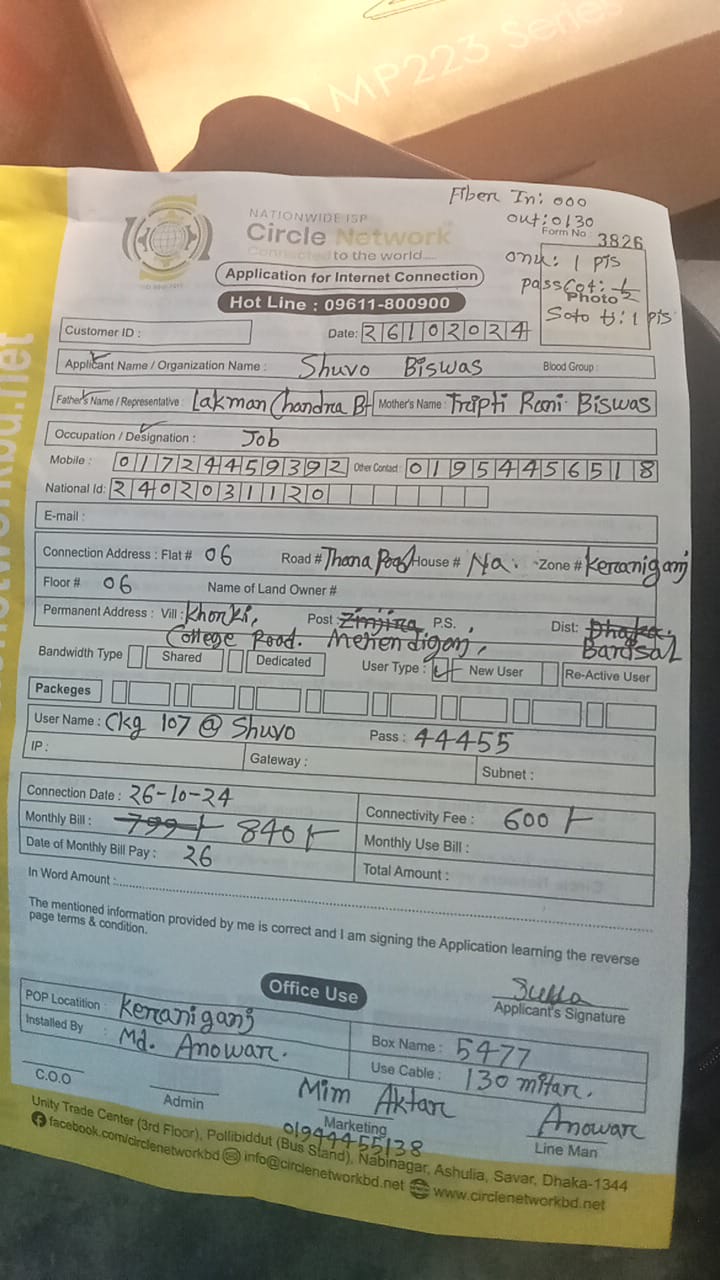 MP223 Series
Fiber In: 000
out: 0130
NATIONWIDE ISP
Circle Network
Connected to the world....
Form No : 3826
onu: 1 pis
Photo
Application for Internet Connection
Hot Line : 09611-800900
Customer ID :
Date: 26102024
Applicant Name / Organization Name : Shuvo Biswas Blood Group :
Father's Name / Representative : Lakman Chandra Mother's Name : Tripti Rani Biswas
Occupation / Designation : Job
Mobile : 01724459392 Other Contact : 01954456518
National Id: 2402031120
E-mail :
Connection Address : Flat # 06 Road # Thana Road House # Na. Zone # Keraniganj
Floor # 06 Name of Land Owner #
Permanent Address : Vill : Khonki, Post : Zinjira P.S. , Dist: Dhaka.
College Road. Mehendiganj, Barisal
Bandwidth Type Shared Dedicated User Type : New User Re-Active User
Packeges
User Name : Ckg 107 @ Shuvo Pass : 44455
IP : Gateway : Subnet :
Connection Date : 26-10-24 Connectivity Fee : 600/-
Monthly Bill : 799/- 840/- Monthly Use Bill :
Date of Monthly Bill Pay : 26 Total Amount :
In Word Amount :
The mentioned information provided by me is correct and I am signing the Application learning the reverse
page terms & condition.
Office Use
Applicant's Signature
POP Locatition : Keraniganj Box Name : 5477
Installed By : Md. Anowar. Use Cable : 130 mitar.
C.O.O
Admin
Mim Aktar
Marketing
01944455138
Anowar
Line Man
Unity Trade Center (3rd Floor), Pollibiddut (Bus Stand), Nabinagar, Ashulia, Savar, Dhaka-1344
facebook.com/circlenetworkbd info@circlenetworkbd.net www.circlenetworkbd.net